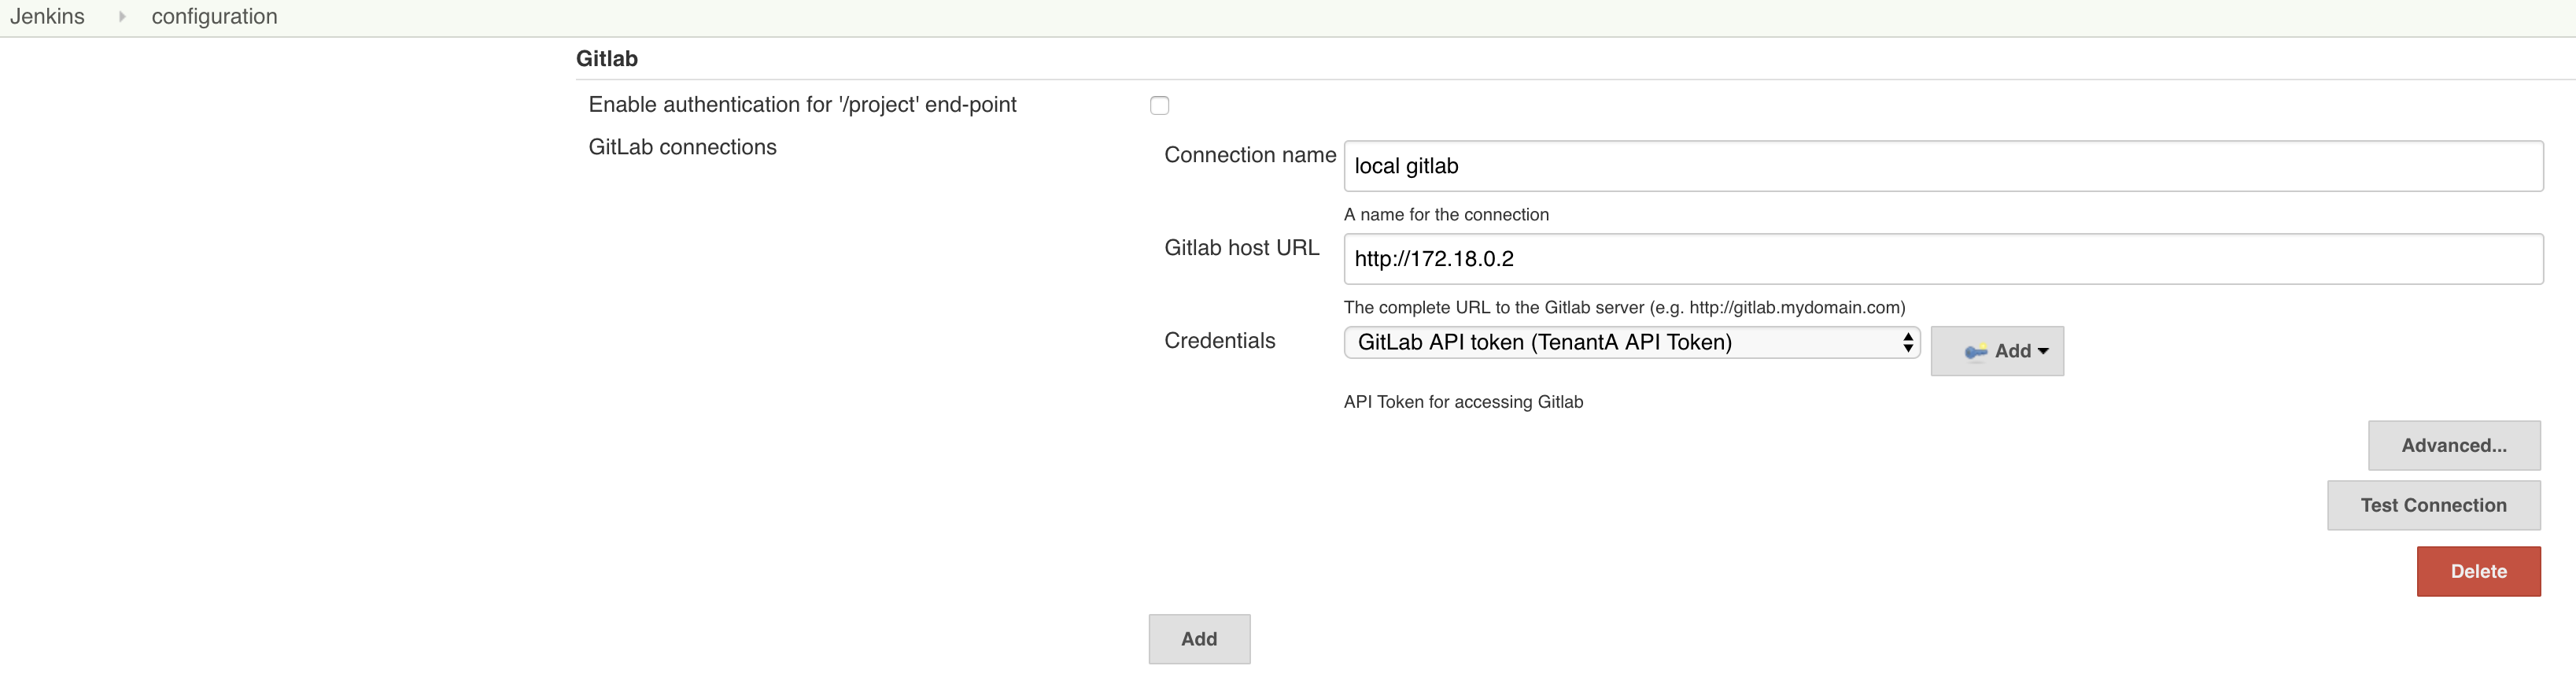 Jenkins configuration
Gitlab
Enable authentication for '/project' end-point
GitLab connections
Connection name local gitlab
A name for the connection
Gitlab host URL http://172.18.0.2
The complete URL to the Gitlab server (e.g. http://gitlab.mydomain.com)
Credentials GitLab API token (TenantA API Token) Add
API Token for accessing Gitlab
Advanced...
Test Connection
Delete
Add